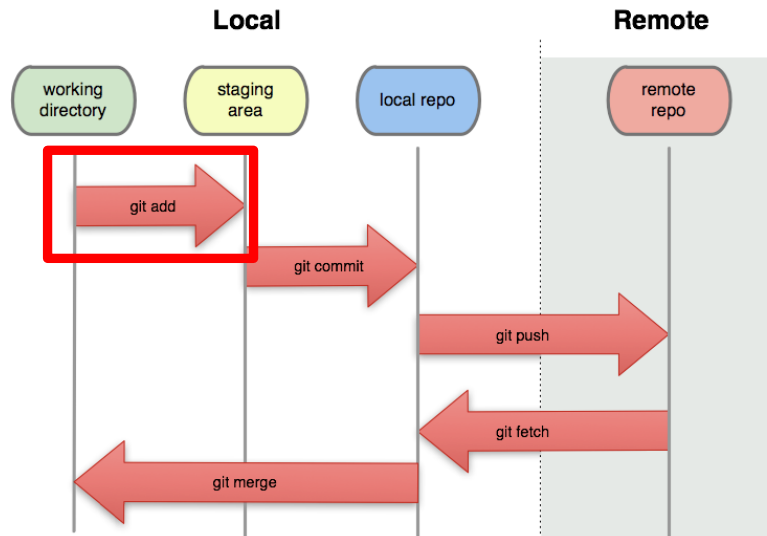 Local
Remote
working
directory
staging
area
local repo
remote
repo
git add
git commit
git push
git fetch
git merge